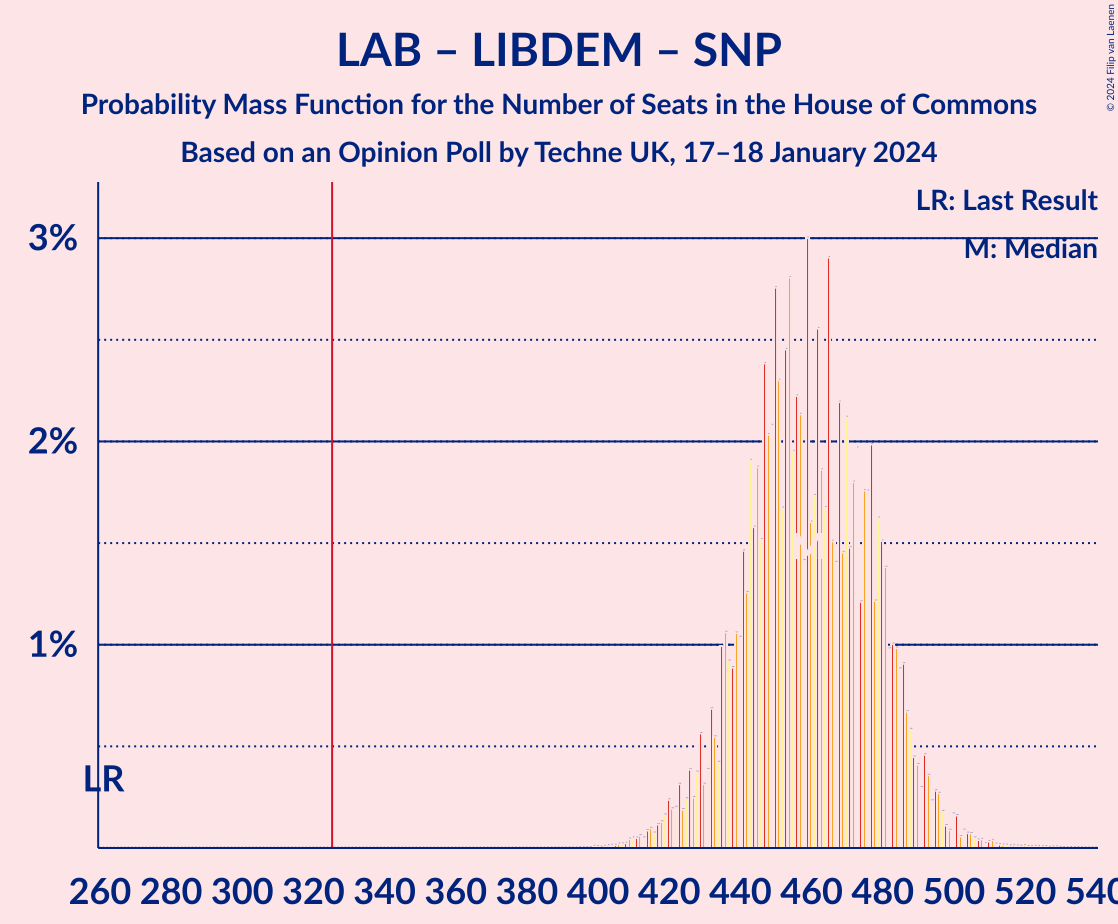 LAB – LIBDEM – SNP
Probability Mass Function for the Number of Seats in the House of Commons
Based on an Opinion Poll by Techne UK, 17–18 January 2024
© 2024 Filip van Laenen
LR: Last Result
M: Median
3%
2%
1%
LR
M
260 280 300 320 340 360 380 400 420 440 460 480 500 520 540